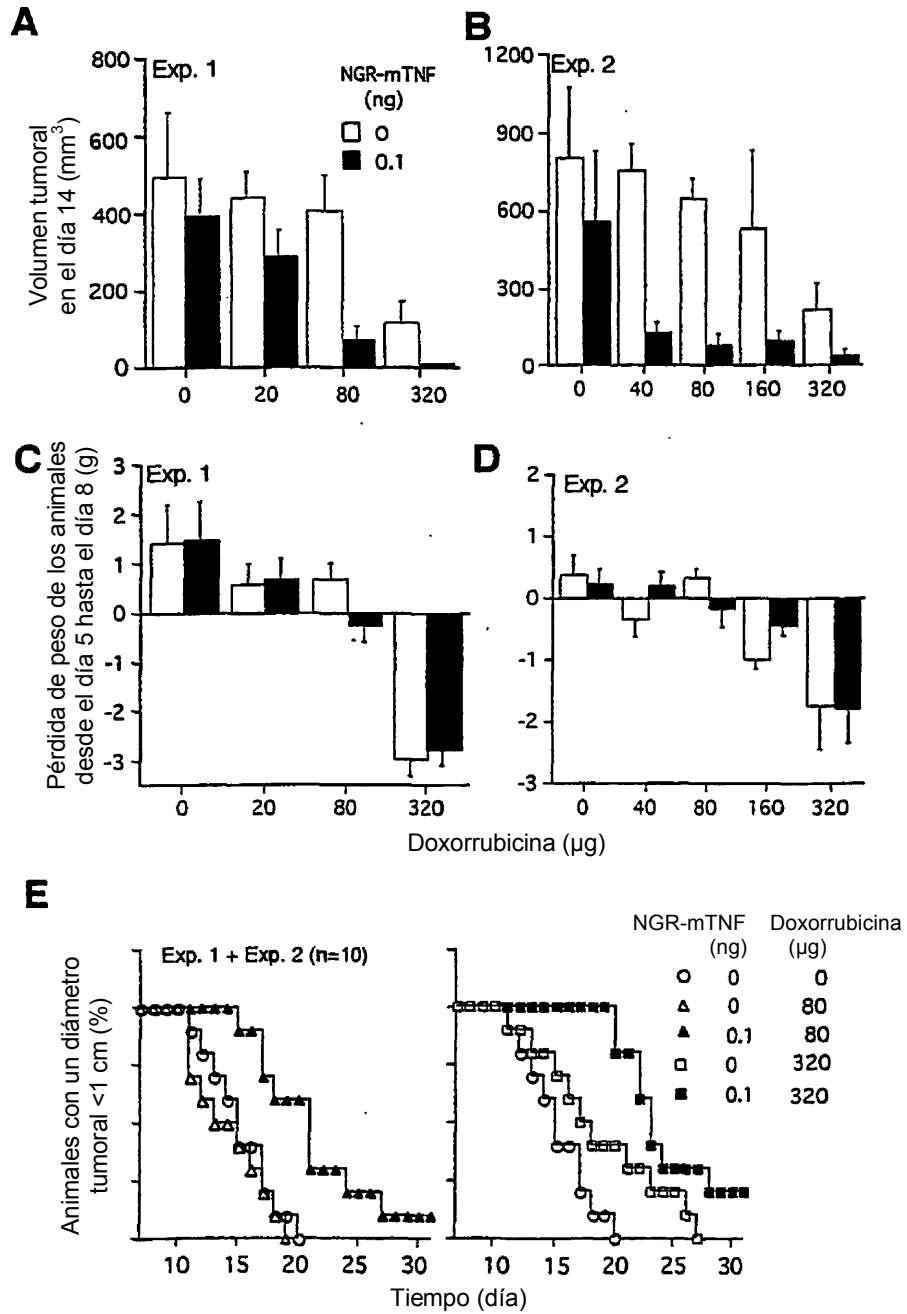 A
Exp. 1
NGR-mTNF
(ng)
0
0.1
Volumen tumoral
en el día 14 (mm³)
800
600
400
200
0
0
20
80
320
B
Exp. 2
1200
900
600
300
0
0
40
80
160
320
C
Exp. 1
Pérdida de peso de los animales
desde el día 5 hasta el día 8 (g)
3
2
1
0
-1
-2
-3
0
20
80
320
D
Exp. 2
2
1
0
-1
-2
-3
0
40
80
160
320
Doxorrubicina (µg)
E
Exp. 1 + Exp. 2 (n=10)
Animales con un diámetro
tumoral <1 cm (%)
NGR-mTNF Doxorrubicina
(ng) (µg)
0 0
0 80
0.1 80
0 320
0.1 320
10 15 20 25 30
10 15 20 25 30
Tiempo (día)